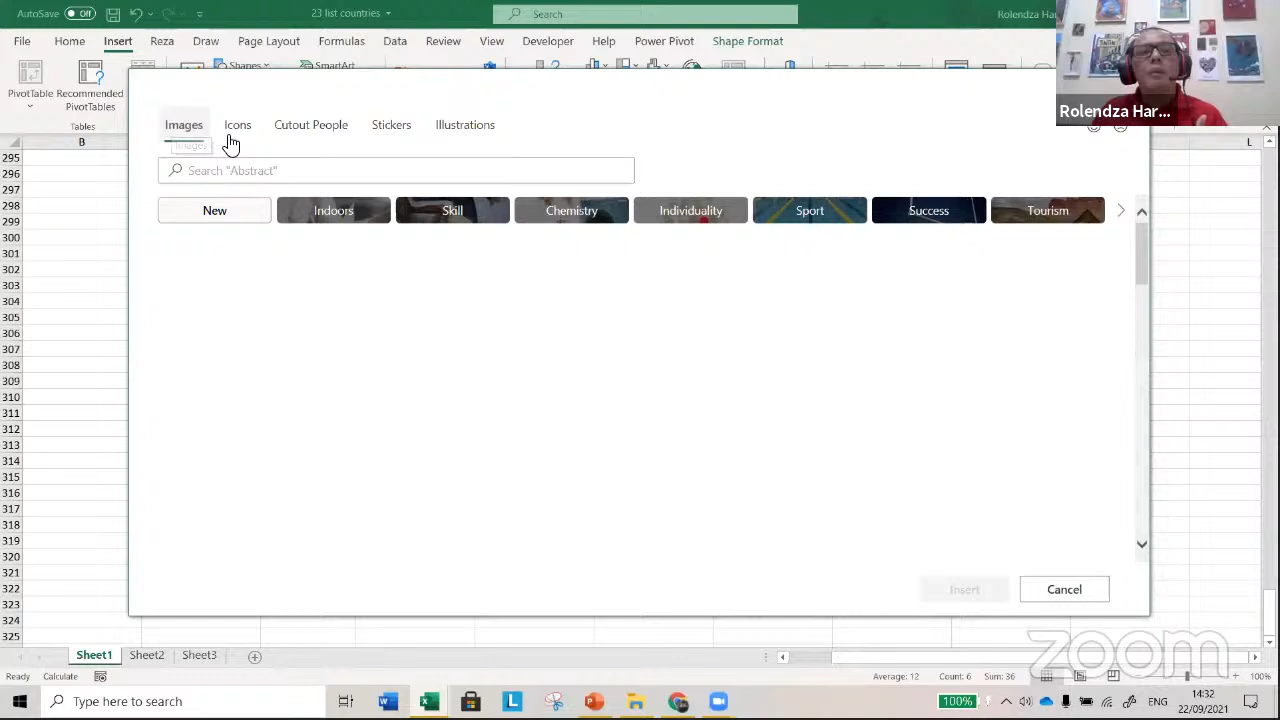 AutoSave Off 23 list countries Search Rolendza Har
File Home Insert Reza Draw Page Layout Formulas Data View Developer Help Power Pivot Shape Format
Shapes SmartArt
PivotTable Recommended
PivotTables
Tables
Rolendza Har...
Images Icons Cutout People Stickers Illustrations
Images
Search "Abstract"
New Indoors Skill Chemistry Individuality Sport Success Tourism
B L
295
296
297
298
299
300
301
302
303
304
305
306
307
308
309
310
311
312
313
314
315
316
317
318
319
320
321
322
323
324
325
Insert Cancel
zoom
Sheet1 Sheet2 Sheet3
Ready Calculate Average: 12 Count: 6 Sum: 36 100%
Type here to search 100% 14:32
22/09/2021